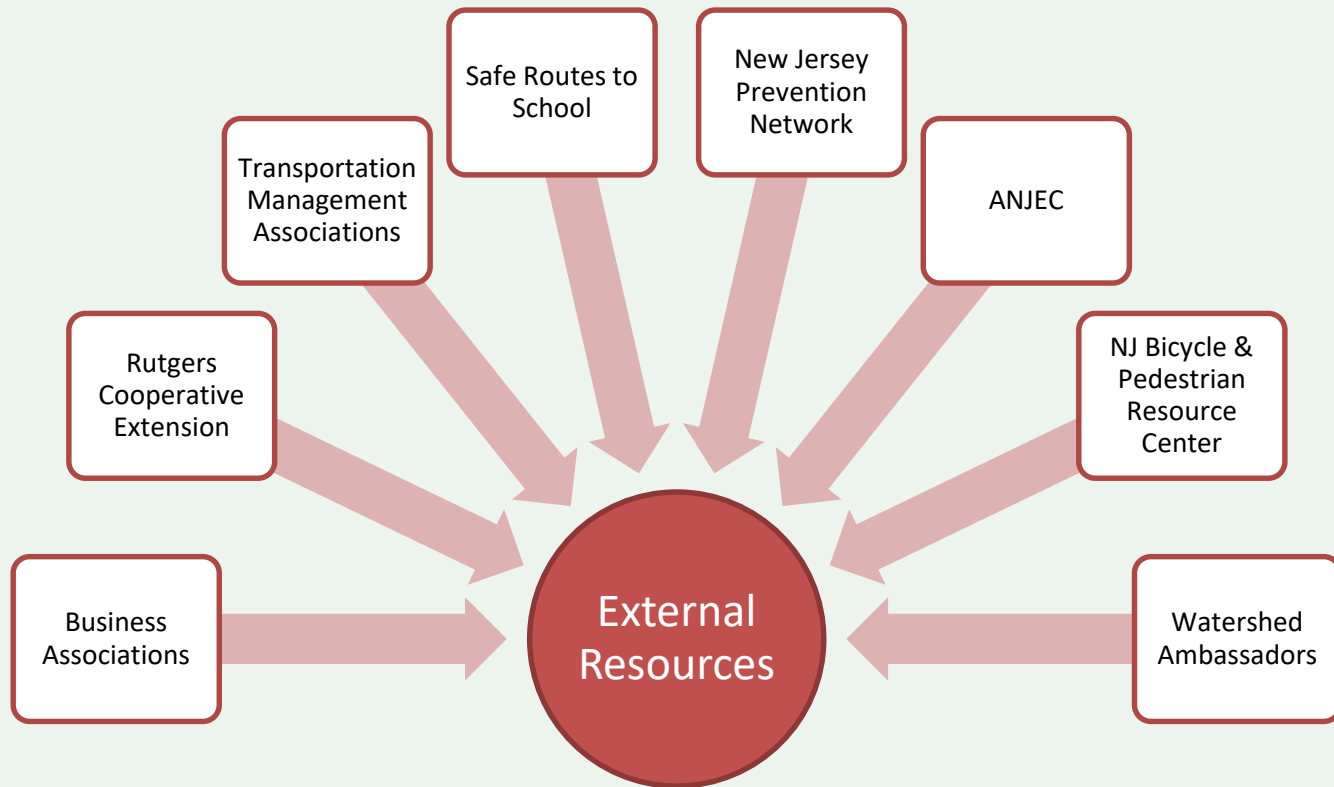 Safe Routes to
School
New Jersey
Prevention
Network
Transportation
Management
Associations
ANJEC
Rutgers
Cooperative
Extension
NJ Bicycle &
Pedestrian
Resource
Center
Business
Associations
External
Resources
Watershed
Ambassadors